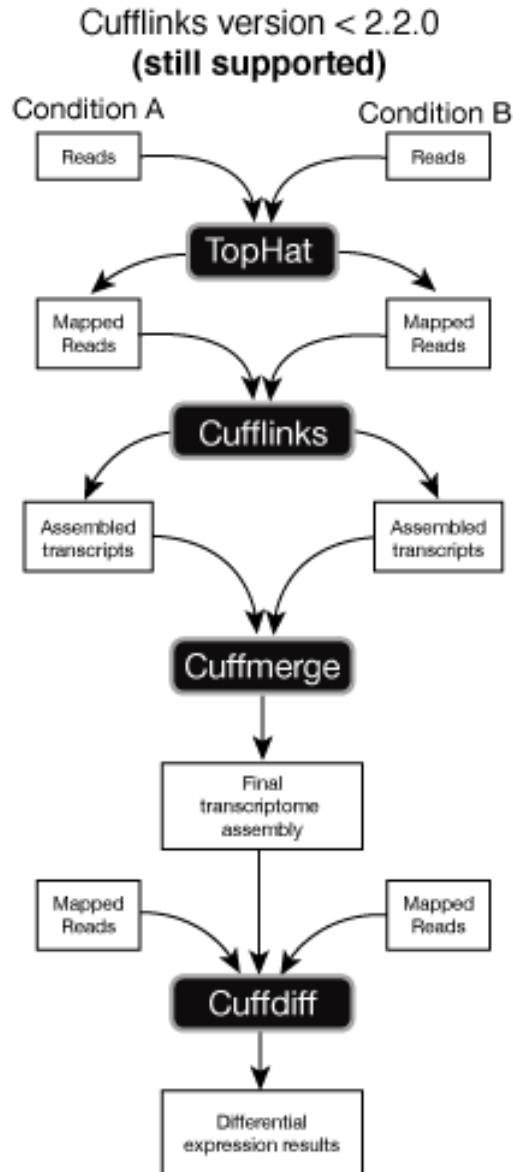 Cufflinks version < 2.2.0
(still supported)
Condition A
Condition B
Reads
Reads
TopHat
Mapped
Reads
Mapped
Reads
Cufflinks
Assembled
transcripts
Assembled
transcripts
Cuffmerge
Final
transcriptome
assembly
Mapped
Reads
Mapped
Reads
Cuffdiff
Differential
expression results